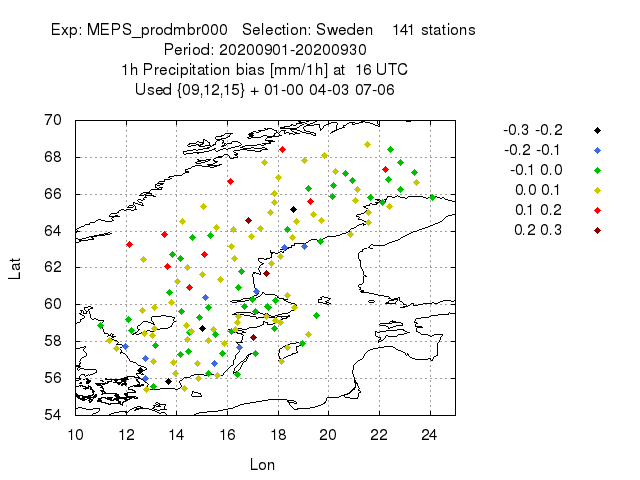 Exp: MEPS_prodmbr000   Selection: Sweden    141 stations
Period: 20200901-20200930
1h Precipitation bias [mm/1h] at  16 UTC
Used {09,12,15} + 01-00 04-03 07-06
70
68
66
64
62
60
58
56
54
Lat
10 12 14 16 18 20 22 24
Lon
-0.3 -0.2
-0.2 -0.1
-0.1 0.0
0.0 0.1
0.1 0.2
0.2 0.3